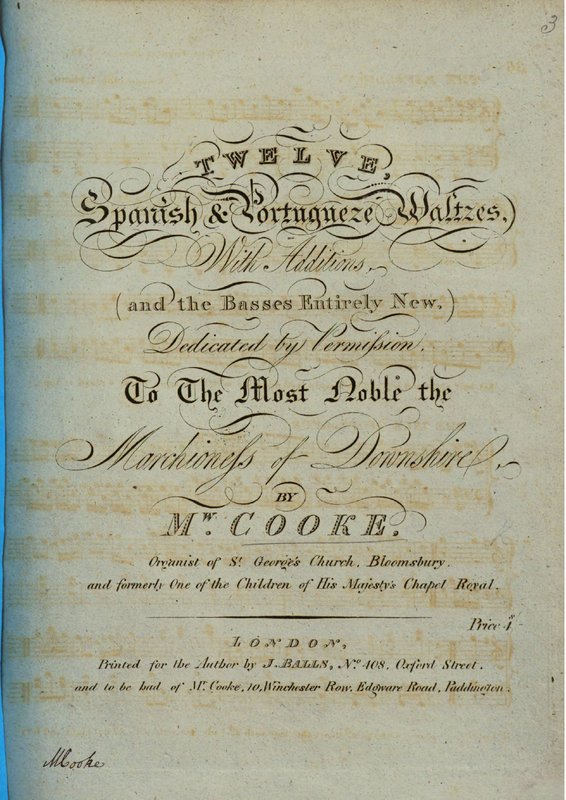 3
TWELVE,
Spanish & Portugueze Waltzes,
With Additions,
(and the Basses Entirely New,)
Dedicated by Permiſsion.
To The Most Noble the
Marchioneſs of Downshire,
BY
Mr. COOKE.
Organist of St. George's Church, Bloomsbury,
and formerly One of the Children of His Majesty's Chapel Royal.
Price 4s/-
LONDON,
Printed for the Author by J. BALLS, No. 408, Oxford Street.
and to be had of Mr. Cooke, 10, Winchester Row, Edgware Road, Paddington.
MCooke